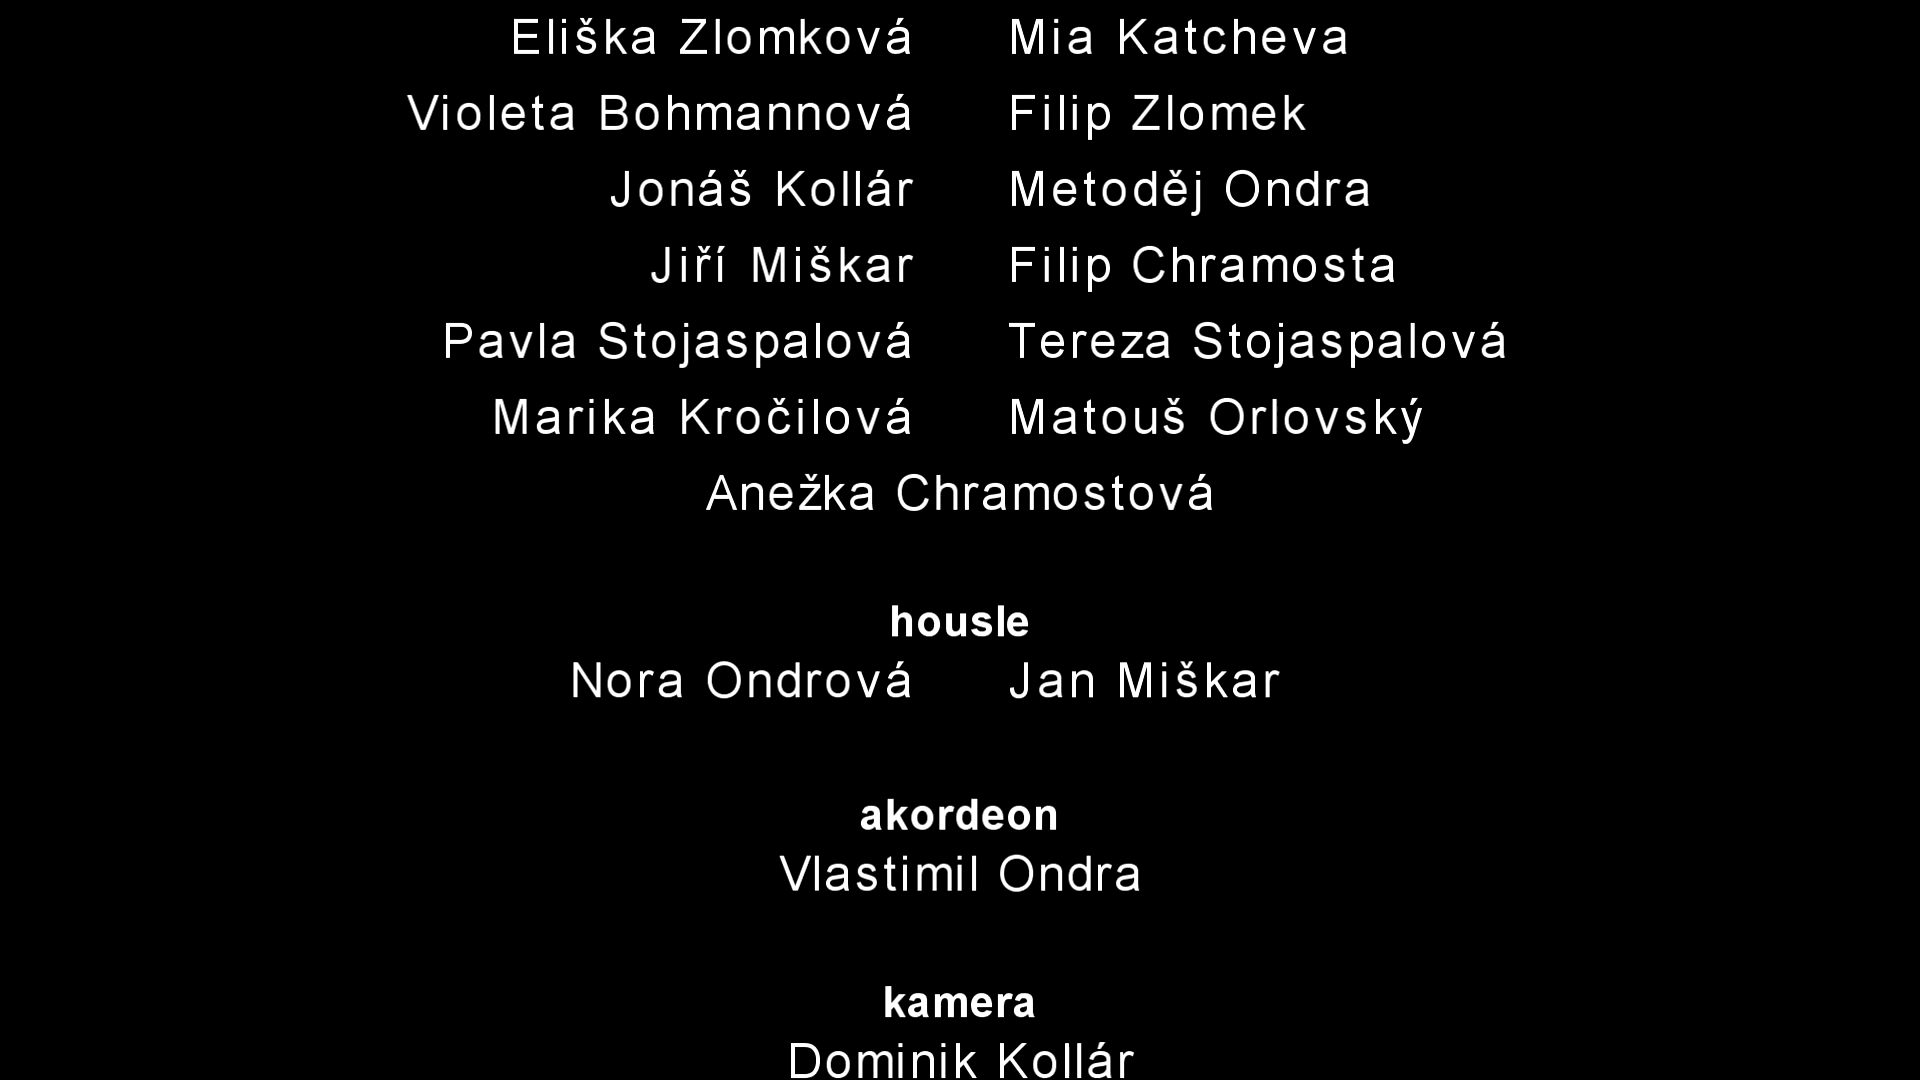 Eliška Zlomková Mia Katcheva
Violeta Bohmannová Filip Zlomek
Jonáš Kollár Metoděj Ondra
Jiří Miškar Filip Chramosta
Pavla Stojaspalová Tereza Stojaspalová
Marika Kročilová Matouš Orlovský
Anežka Chramostová
housle
Nora Ondrová Jan Miškar
akordeon
Vlastimil Ondra
kamera
Dominik Kollár